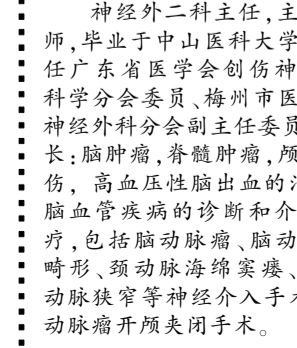 神经外二科主任,主
师,毕业于中山医科大学
任广东省医学会创伤神
科学分会委员、梅州市医
神经外科分会副主任委员
长:脑肿瘤,脊髓肿瘤,颅
伤, 高血压性脑出血的
脑血管疾病的诊断和介
疗,包括脑动脉瘤、脑动
畸形、颈动脉海绵窦瘘、
动脉狭窄等神经介入手
动脉瘤开颅夹闭手术。